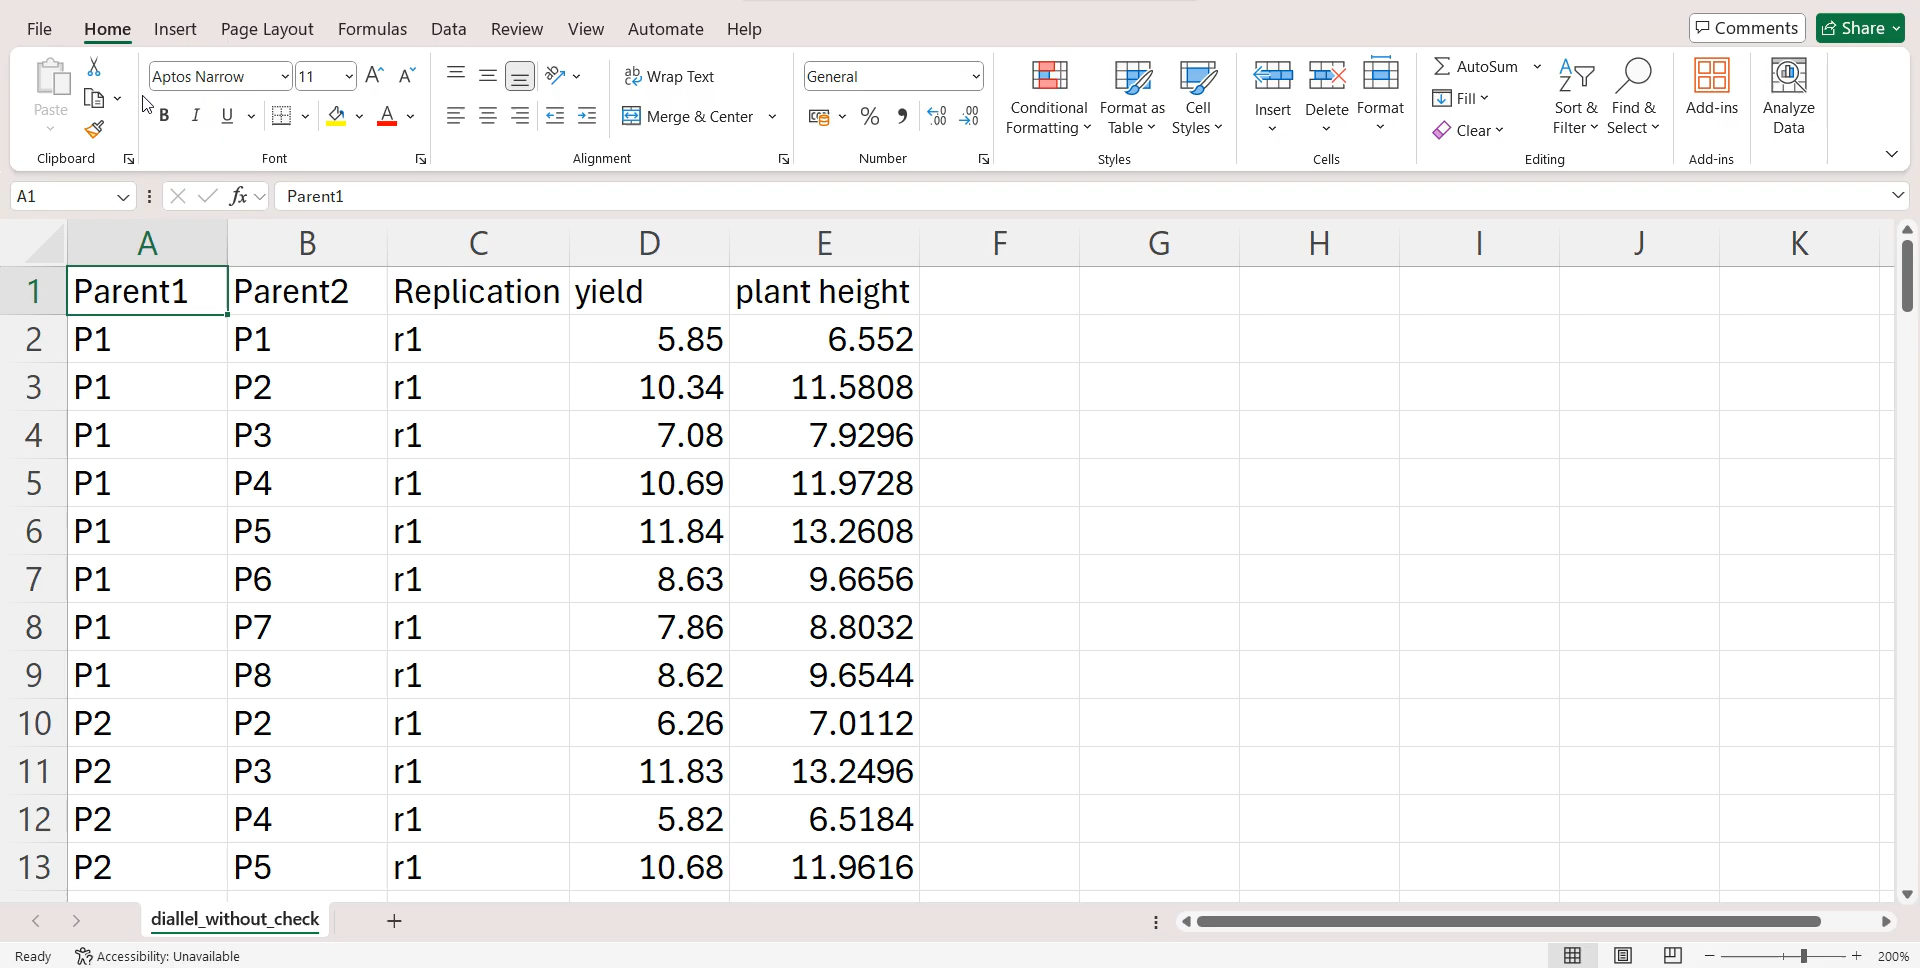 File Home Insert Page Layout Formulas Data Review View Automate Help Comments Share
Paste
Clipboard
Aptos Narrow 11
B I U A
Font
ab Wrap Text
Merge & Center
Alignment
General
% , .00
Number
Conditional Formatting
Format as Table
Cell Styles
Styles
Insert
Delete
Format
Cells
AutoSum
Fill
Clear
Sort & Filter
Find & Select
Editing
Add-ins
Add-ins
Analyze Data
A1 fx Parent1
A B C D E F G H I J K
1 Parent1 Parent2 Replication yield plant height
2 P1 P1 r1 5.85 6.552
3 P1 P2 r1 10.34 11.5808
4 P1 P3 r1 7.08 7.9296
5 P1 P4 r1 10.69 11.9728
6 P1 P5 r1 11.84 13.2608
7 P1 P6 r1 8.63 9.6656
8 P1 P7 r1 7.86 8.8032
9 P1 P8 r1 8.62 9.6544
10 P2 P2 r1 6.26 7.0112
11 P2 P3 r1 11.83 13.2496
12 P2 P4 r1 5.82 6.5184
13 P2 P5 r1 10.68 11.9616
diallel_without_check
Ready Accessibility: Unavailable 200%